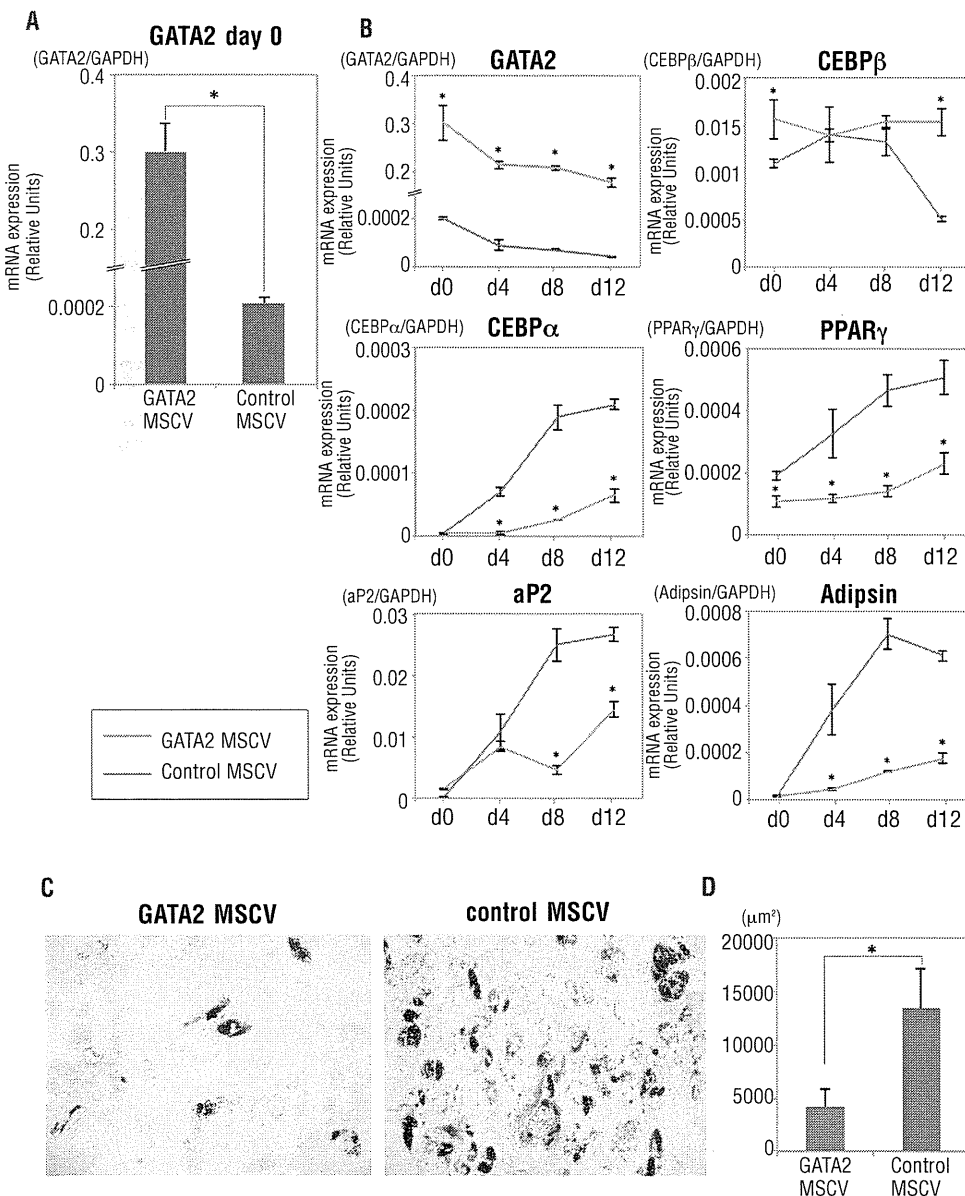 A
GATA2 day 0
(GATA2/GAPDH)
mRNA expression
(Relative Units)
0.4
0.3
0.2
0.0002
0
*
GATA2
MSCV
Control
MSCV
B
(GATA2/GAPDH)
GATA2
mRNA expression
(Relative Units)
0.4
0.3
0.2
0.0002
0
* * * *
d0 d4 d8 d12
(CEBPβ/GAPDH)
CEBPβ
mRNA expression
(Relative Units)
0.002
0.0015
0.001
0.0005
0
* *
d0 d4 d8 d12
(CEBPα/GAPDH)
CEBPα
mRNA expression
(Relative Units)
0.0003
0.0002
0.0001
0
* * *
d0 d4 d8 d12
(PPARγ/GAPDH)
PPARγ
mRNA expression
(Relative Units)
0.0006
0.0004
0.0002
0
* * * *
d0 d4 d8 d12
(aP2/GAPDH)
aP2
mRNA expression
(Relative Units)
0.03
0.02
0.01
0
* *
d0 d4 d8 d12
(Adipsin/GAPDH)
Adipsin
mRNA expression
(Relative Units)
0.0008
0.0006
0.0004
0.0002
0
* * *
d0 d4 d8 d12
GATA2 MSCV
Control MSCV
C
GATA2 MSCV
control MSCV
D
(μm²)
20000
15000
10000
5000
0
*
GATA2
MSCV
Control
MSCV